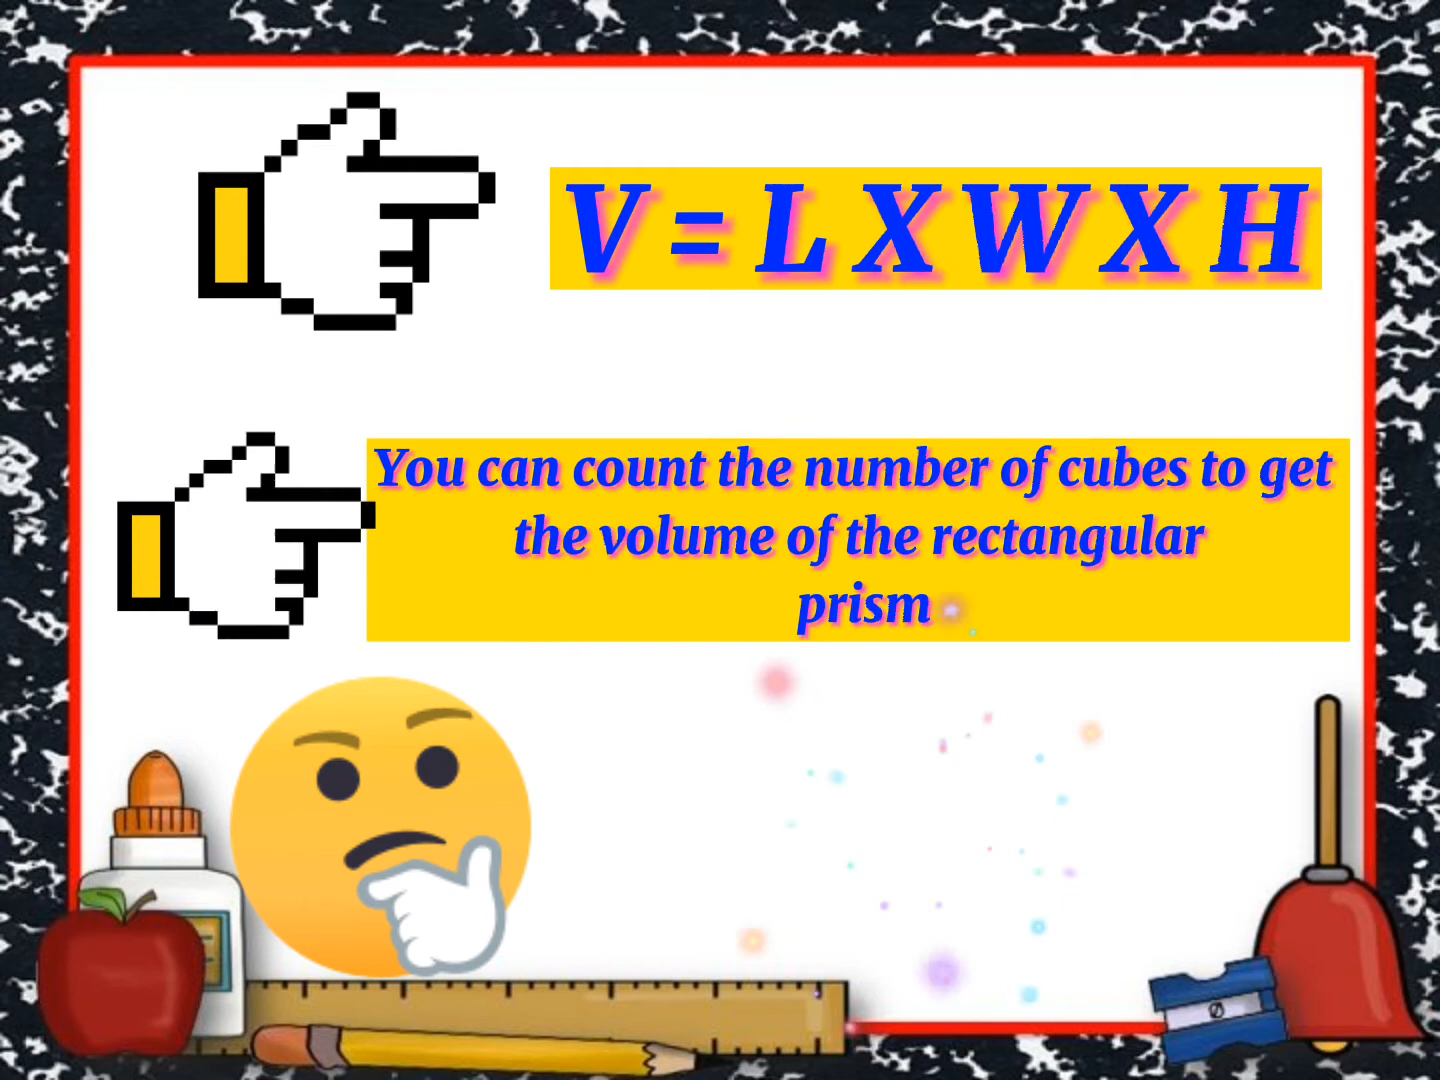 V = L X W X H
You can count the number of cubes to get
the volume of the rectangular
prism